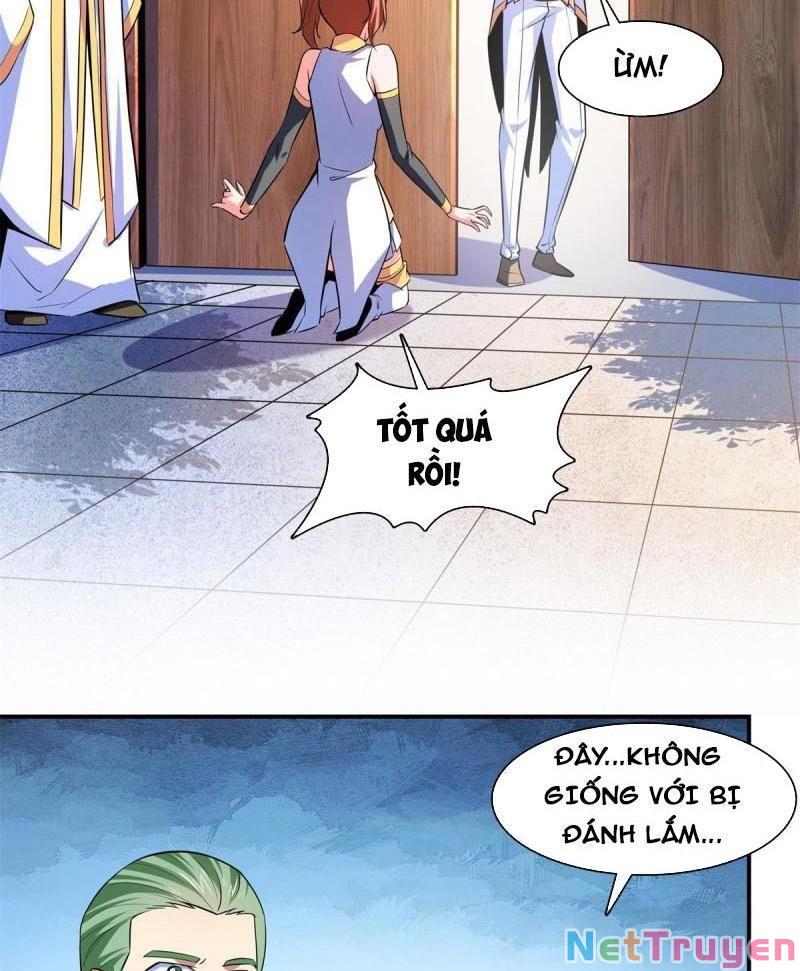 ỪM!
TỐT QUÁ
RỒI!
ĐÂY...KHÔNG
GIỐNG VỚI BỊ
ĐÁNH LẮM...
NetTruyen